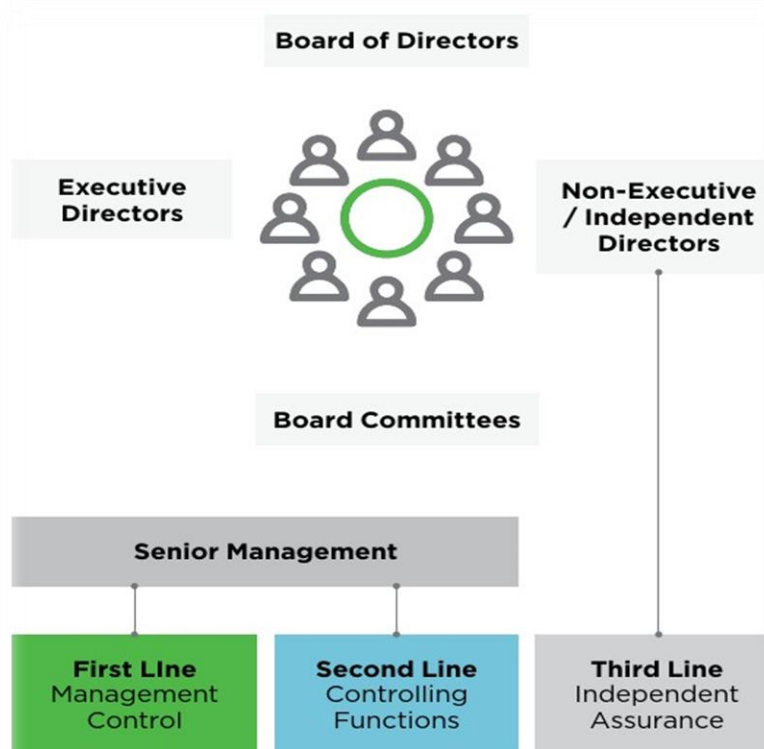 Board of Directors
Executive
Directors
Non-Executive
/ Independent
Directors
Board Committees
Senior Management
First LIne
Management
Control
Second Line
Controlling
Functions
Third Line
Independent
Assurance